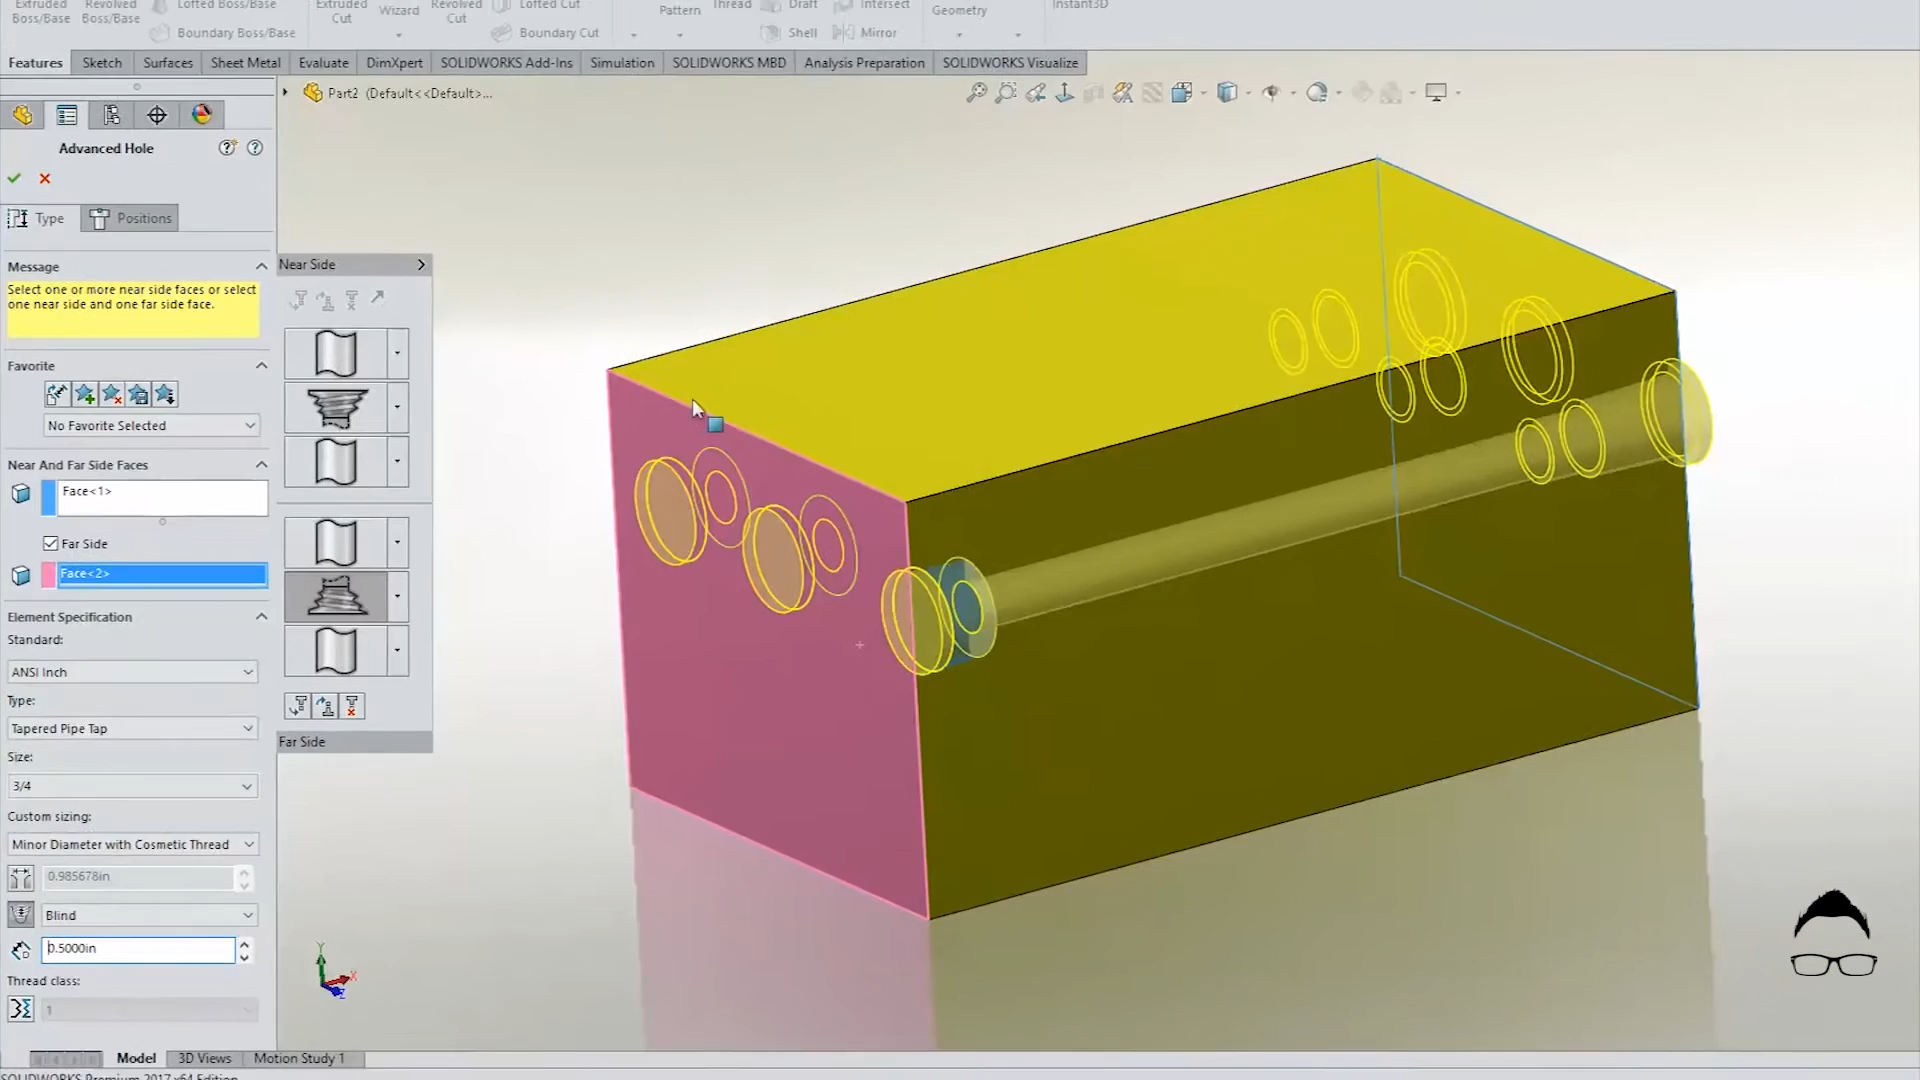 Extruded Boss/Base
Revolved Boss/Base
Lofted Boss/Base
Boundary Boss/Base
Extruded Cut
Wizard
Revolved Cut
Lofted Cut
Boundary Cut
Pattern
Thread
Draft
Shell
Intersect
Mirror
Geometry
Instant3D
Features
Sketch
Surfaces
Sheet Metal
Evaluate
DimXpert
SOLIDWORKS Add-Ins
Simulation
SOLIDWORKS MBD
Analysis Preparation
SOLIDWORKS Visualize
Part2 (Default<<Default>...
Advanced Hole
Type
Positions
Message
Select one or more near side faces or select
one near side and one far side face.
Favorite
No Favorite Selected
Near And Far Side Faces
Face<1>
Far Side
Face<2>
Element Specification
Standard:
ANSI Inch
Type:
Tapered Pipe Tap
Size:
3/4
Custom sizing:
Minor Diameter with Cosmetic Thread
0.985678in
Blind
0.5000in
Thread class:
1
Near Side
Far Side
Y
X
Z
Model
3D Views
Motion Study 1
SOLIDWORKS Premium 2017 x64 Edition